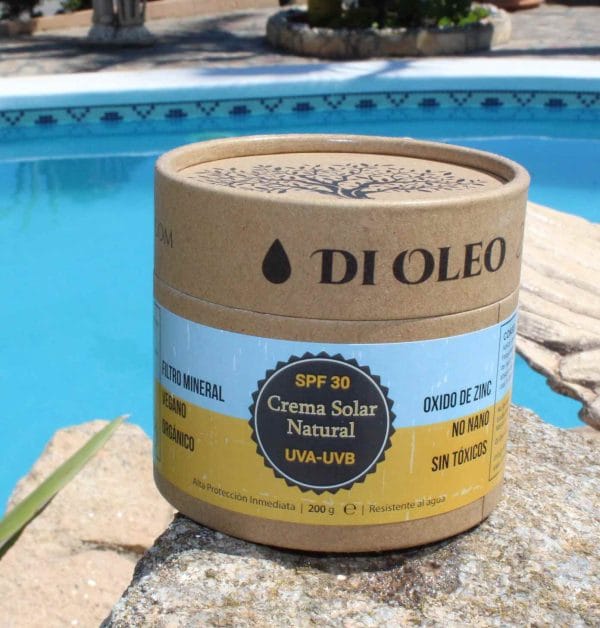 OM
DI OLEO
FILTRO MINERAL
VEGANO
ORGÁNICO
SPF 30
Crema Solar
Natural
UVA-UVB
OXIDO DE ZINC
NO NANO
SIN TÓXICOS
Alta Protección Inmediata | 200 g ℮ | Resistente al agua